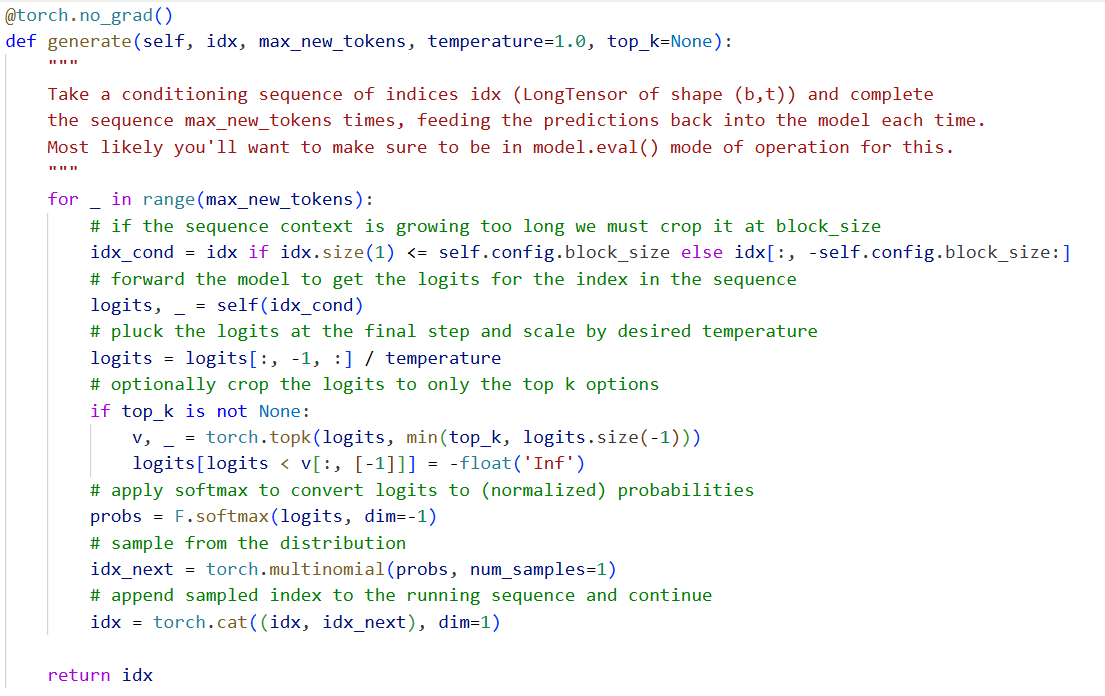 @torch.no_grad()
def generate(self, idx, max_new_tokens, temperature=1.0, top_k=None):
    """
    Take a conditioning sequence of indices idx (LongTensor of shape (b,t)) and complete
    the sequence max_new_tokens times, feeding the predictions back into the model each time.
    Most likely you'll want to make sure to be in model.eval() mode of operation for this.
    """
    for _ in range(max_new_tokens):
        # if the sequence context is growing too long we must crop it at block_size
        idx_cond = idx if idx.size(1) <= self.config.block_size else idx[:, -self.config.block_size:]
        # forward the model to get the logits for the index in the sequence
        logits, _ = self(idx_cond)
        # pluck the logits at the final step and scale by desired temperature
        logits = logits[:, -1, :] / temperature
        # optionally crop the logits to only the top k options
        if top_k is not None:
            v, _ = torch.topk(logits, min(top_k, logits.size(-1)))
            logits[logits < v[:, [-1]]] = -float('Inf')
        # apply softmax to convert logits to (normalized) probabilities
        probs = F.softmax(logits, dim=-1)
        # sample from the distribution
        idx_next = torch.multinomial(probs, num_samples=1)
        # append sampled index to the running sequence and continue
        idx = torch.cat((idx, idx_next), dim=1)

    return idx